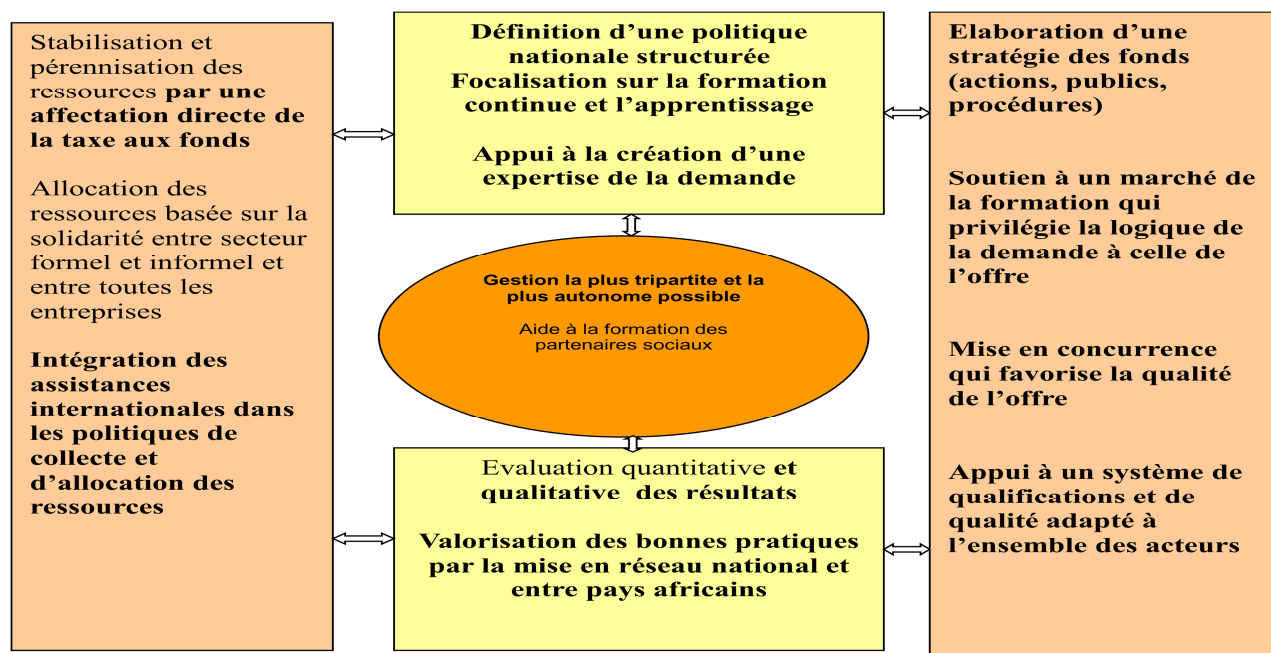 Stabilisation et
pérennisation des
ressources par une
affectation directe de
la taxe aux fonds
Allocation des
ressources basée sur la
solidarité entre secteur
formel et informel et
entre toutes les
entreprises
Intégration des
assistances
internationales dans
les politiques de
collecte et
d’allocation des
ressources
Définition d’une politique
nationale structurée
Focalisation sur la formation
continue et l’apprentissage
Appui à la création d’une
expertise de la demande
Gestion la plus tripartite et la
plus autonome possible
Aide à la formation des
partenaires sociaux
Evaluation quantitative et
qualitative des résultats
Valorisation des bonnes pratiques
par la mise en réseau national et
entre pays africains
Elaboration d’une
stratégie des fonds
(actions, publics,
procédures)
Soutien à un marché de
la formation qui
privilégie la logique de
la demande à celle de
l’offre
Mise en concurrence
qui favorise la qualité
de l’offre
Appui à un système de
qualifications et de
qualité adapté à
l’ensemble des acteurs